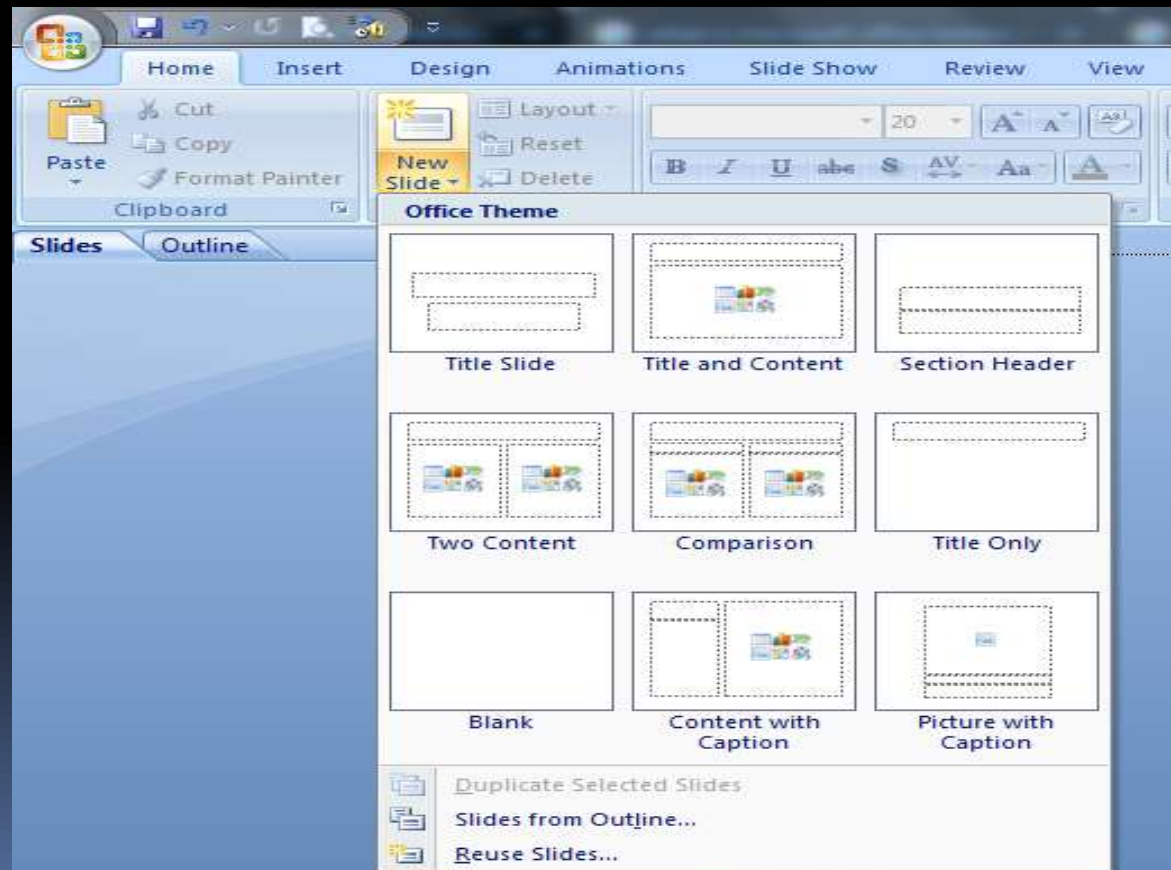 Home Insert Design Animations Slide Show Review View
Paste
Cut
Copy
Format Painter
Clipboard
New
Slide
Layout
Reset
Delete
20
B I U abc S AV Aa A
Slides Outline
Office Theme
Title Slide Title and Content Section Header
Two Content Comparison Title Only
Blank Content with Caption Picture with Caption
Duplicate Selected Slides
Slides from Outline...
Reuse Slides...